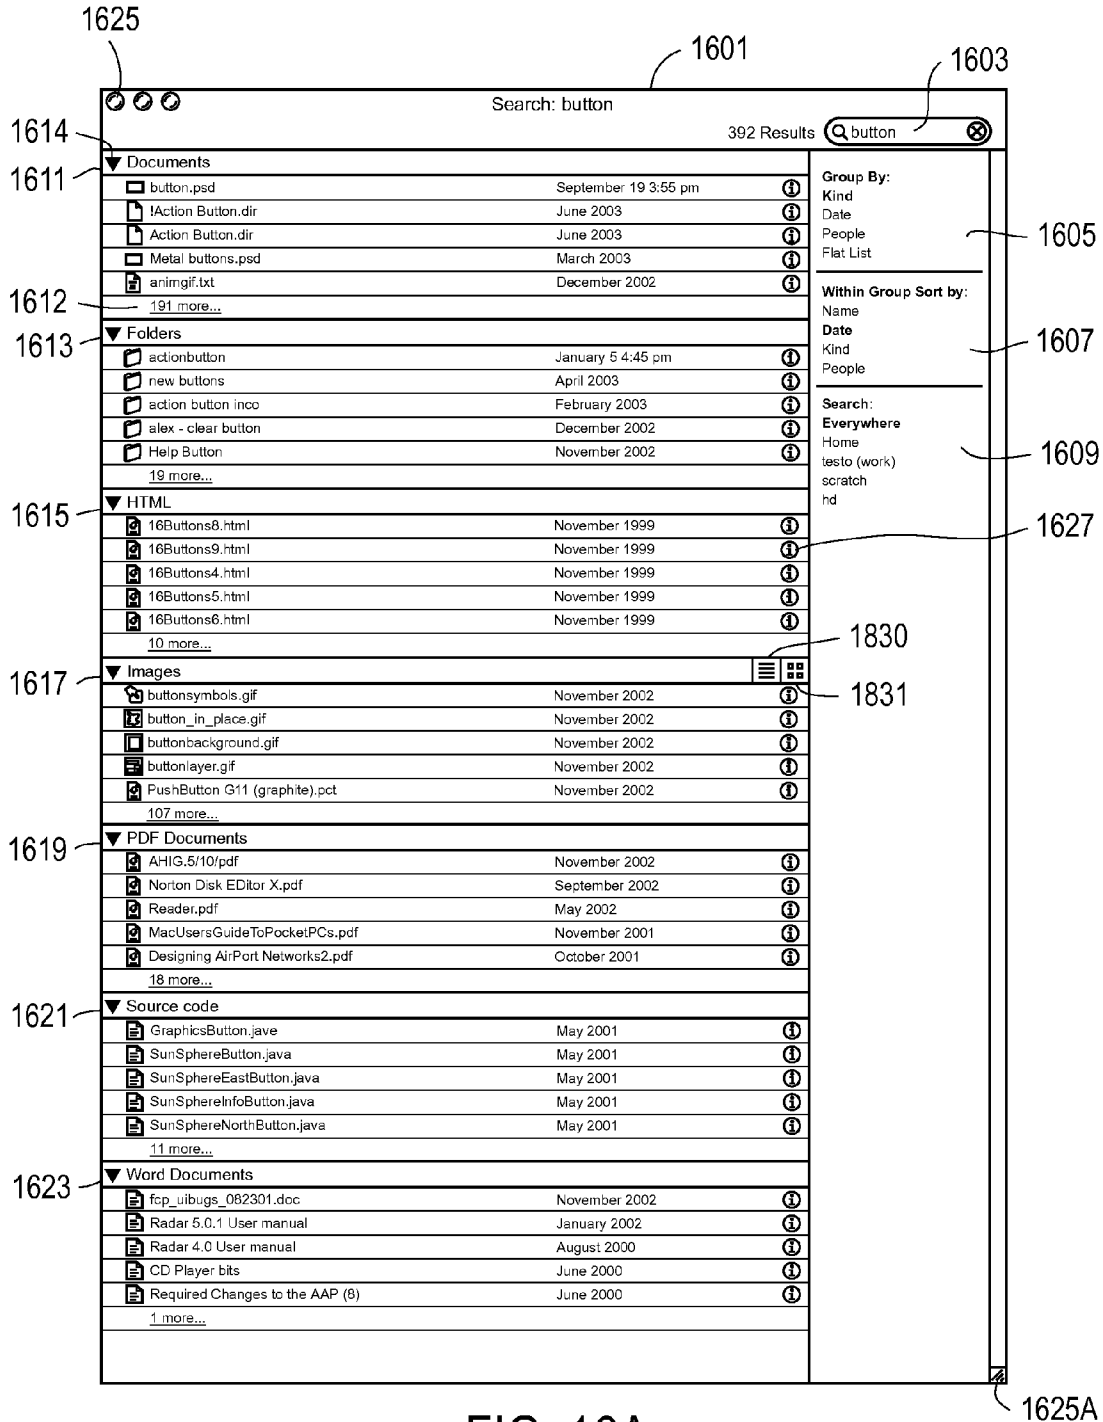 1625
1601
1603
Search: button
392 Results
button
1614
1611
Documents
button.psd September 19 3:55 pm
!Action Button.dir June 2003
Action Button.dir June 2003
Metal buttons.psd March 2003
animgif.txt December 2002
1612
191 more...
1613
Folders
actionbutton January 5 4:45 pm
new buttons April 2003
action button inco February 2003
alex - clear button December 2002
Help Button November 2002
19 more...
1615
HTML
16Buttons8.html November 1999
16Buttons9.html November 1999
16Buttons4.html November 1999
16Buttons5.html November 1999
16Buttons6.html November 1999
10 more...
1617
Images
buttonsymbols.gif November 2002
button_in_place.gif November 2002
buttonbackground.gif November 2002
buttonlayer.gif November 2002
PushButton G11 (graphite).pct November 2002
107 more...
1619
PDF Documents
AHIG.5/10/pdf November 2002
Norton Disk EDitor X.pdf September 2002
Reader.pdf May 2002
MacUsersGuideToPocketPCs.pdf November 2001
Designing AirPort Networks2.pdf October 2001
18 more...
1621
Source code
GraphicsButton.jave May 2001
SunSphereButton.java May 2001
SunSphereEastButton.java May 2001
SunSphereInfoButton.java May 2001
SunSphereNorthButton.java May 2001
11 more...
1623
Word Documents
fcp_uibugs_082301.doc November 2002
Radar 5.0.1 User manual January 2002
Radar 4.0 User manual August 2000
CD Player bits June 2000
Required Changes to the AAP (8) June 2000
1 more...
Group By:
Kind
Date
People
Flat List
1605
Within Group Sort by:
Name
Date
Kind
People
1607
Search:
Everywhere
Home
testo (work)
scratch
hd
1609
1627
1830
1831
1625A
FIG.